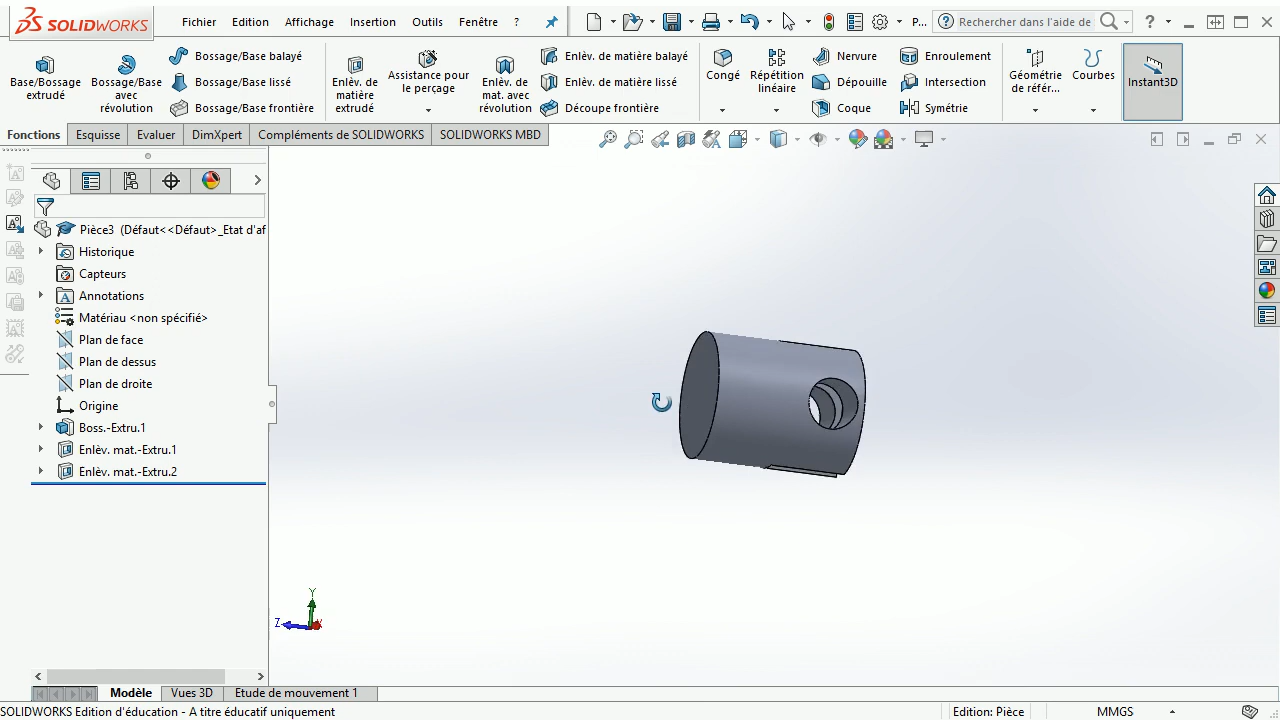 SOLIDWORKS
Fichier Edition Affichage Insertion Outils Fenêtre ?
P...
Rechercher dans l'aide de
?
Base/Bossage extrudé
Bossage/Base avec révolution
Bossage/Base balayé
Bossage/Base lissé
Bossage/Base frontière
Enlèv. de matière extrudé
Assistance pour le perçage
Enlèv. de mat. avec révolution
Enlèv. de matière balayé
Enlèv. de matière lissé
Découpe frontière
Congé
Répétition linéaire
Nervure
Dépouille
Coque
Enroulement
Intersection
Symétrie
Géométrie de référ...
Courbes
Instant3D
Fonctions Esquisse Evaluer DimXpert Compléments de SOLIDWORKS SOLIDWORKS MBD
Pièce3 (Défaut<<Défaut>_Etat d'af
Historique
Capteurs
Annotations
Matériau <non spécifié>
Plan de face
Plan de dessus
Plan de droite
Origine
Boss.-Extru.1
Enlèv. mat.-Extru.1
Enlèv. mat.-Extru.2
Y
Z
X
Modèle Vues 3D Etude de mouvement 1
SOLIDWORKS Edition d'éducation - A titre éducatif uniquement
Edition: Pièce
MMGS